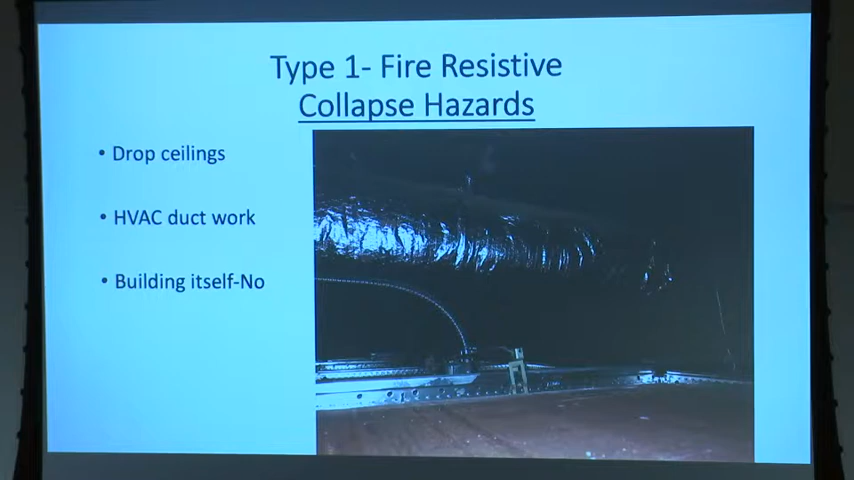 Type 1- Fire Resistive
Collapse Hazards
• Drop ceilings
• HVAC duct work
• Building itself-No